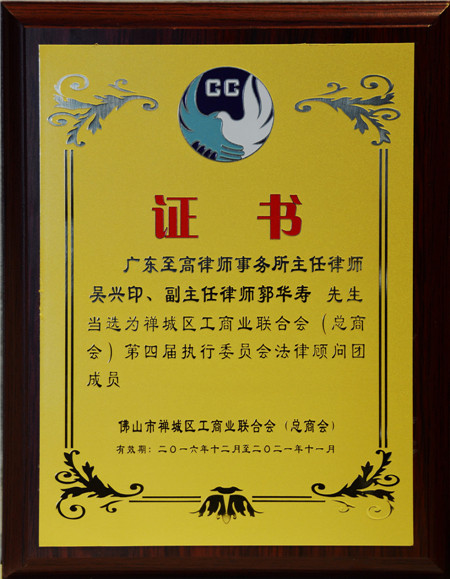 GC
证 书
广东至高律师事务所主任律师
吴兴印、副主任律师郭华寿 先生
当选为禅城区工商业联合会（总商
会）第四届执行委员会法律顾问团
成员
佛山市禅城区工商业联合会（总商会）
有效期：二〇一六年十二月至二〇二一年十一月